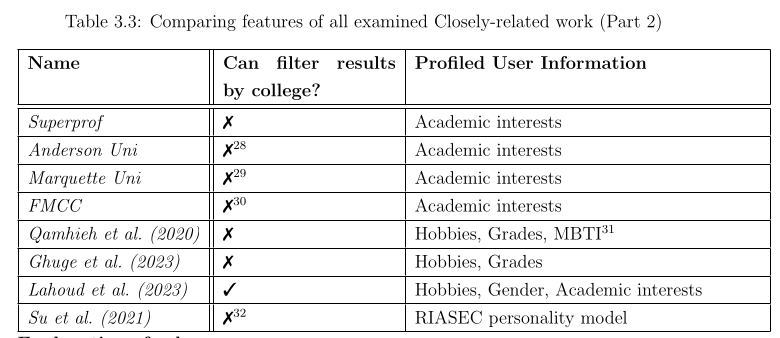 Table 3.3: Comparing features of all examined Closely-related work (Part 2)
Name Can filter results by college? Profiled User Information
Superprof ✗ Academic interests
Anderson Uni ✗28 Academic interests
Marquette Uni ✗29 Academic interests
FMCC ✗30 Academic interests
Qamhieh et al. (2020) ✗ Hobbies, Grades, MBTI31
Ghuge et al. (2023) ✗ Hobbies, Grades
Lahoud et al. (2023) ✓ Hobbies, Gender, Academic interests
Su et al. (2021) ✗32 RIASEC personality model